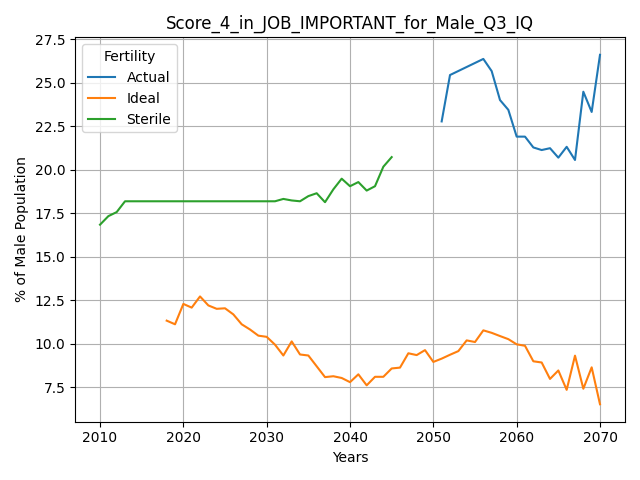 Score_4_in_JOB_IMPORTANT_for_Male_Q3_IQ
Fertility
Actual
Ideal
Sterile
% of Male Population
27.5
25.0
22.5
20.0
17.5
15.0
12.5
10.0
7.5
2010 2020 2030 2040 2050 2060 2070
Years